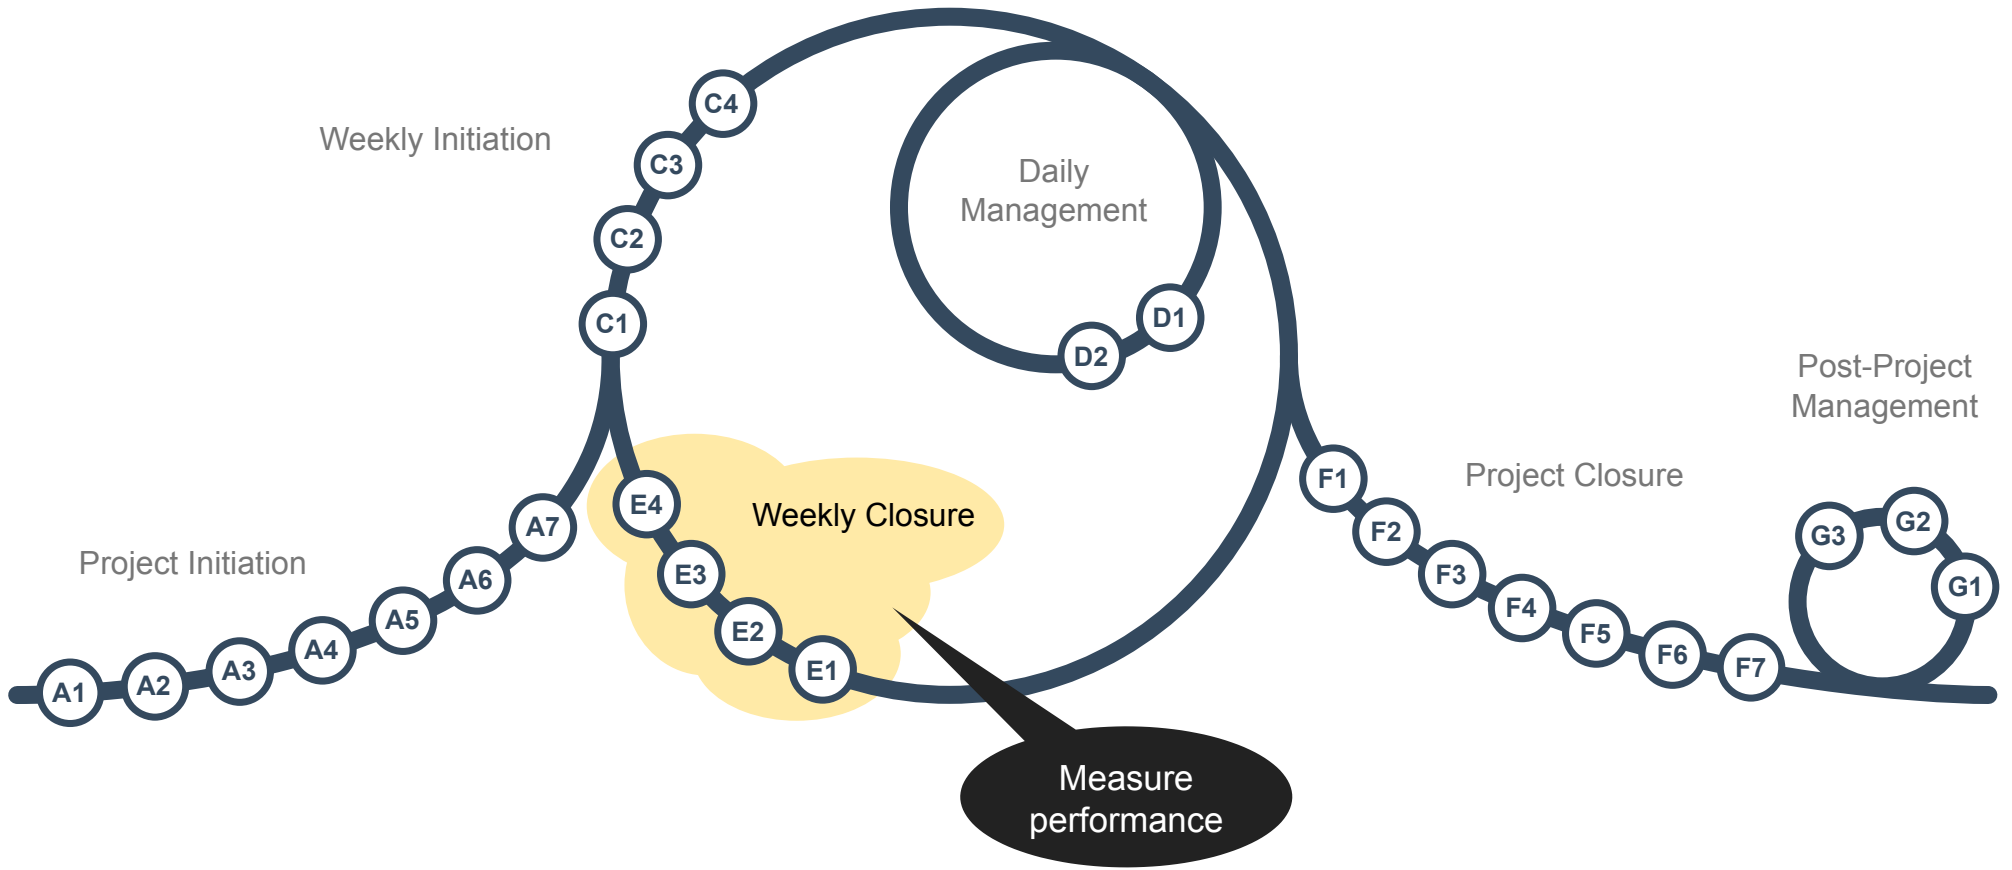 Project Initiation
A1
A2
A3
A4
A5
A6
A7
Weekly Initiation
C1
C2
C3
C4
Daily
Management
D1
D2
Weekly Closure
E1
E2
E3
E4
Measure
performance
Project Closure
F1
F2
F3
F4
F5
F6
F7
Post-Project
Management
G1
G2
G3